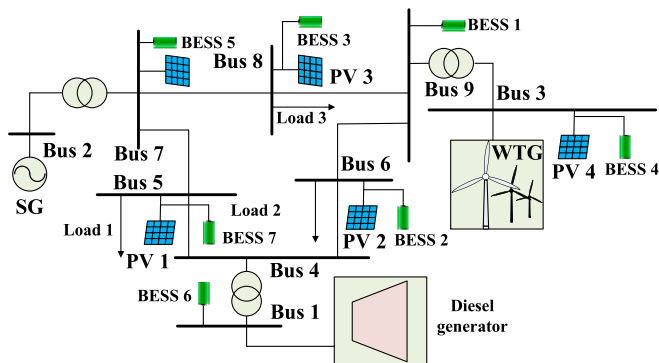 BESS 1
BESS 5
BESS 3
Bus 8
PV 3
Bus 9
Bus 3
Load 3
Bus 2
Bus 7
WTG
SG
Bus 6
PV 4
BESS 4
Bus 5
Load 2
Load 1
PV 1
BESS 7
PV 2
BESS 2
Bus 4
BESS 6
Bus 1
Diesel
generator